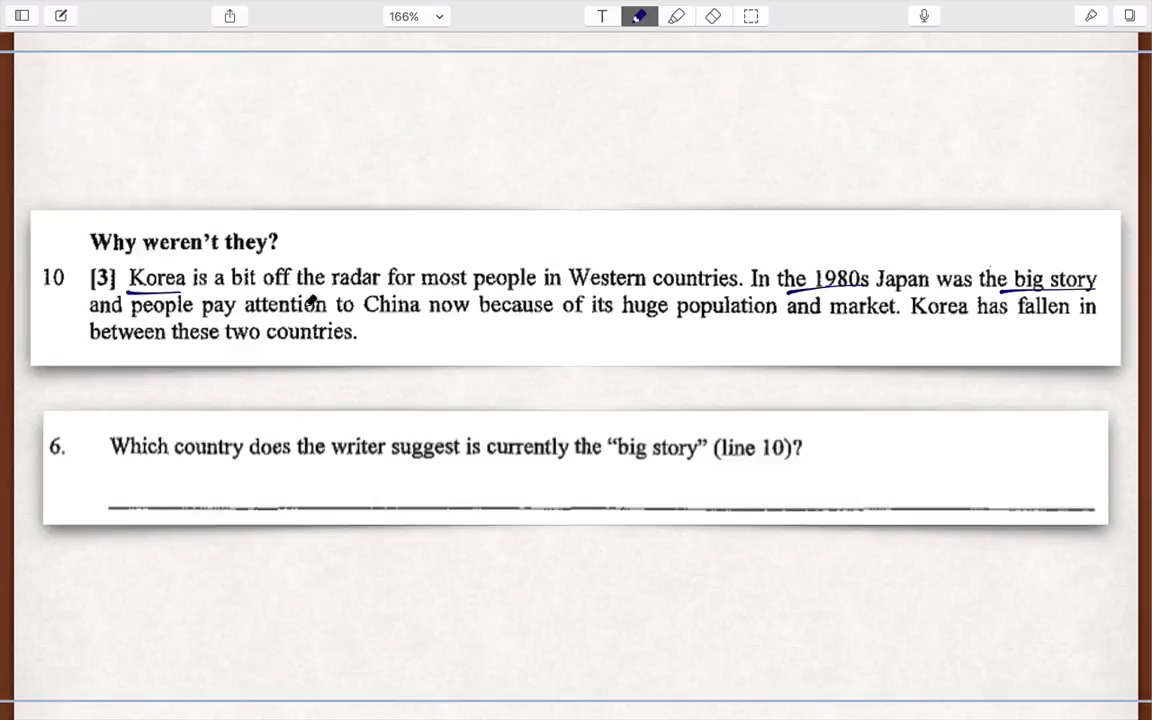 166%
T
Why weren't they?
10 [3] Korea is a bit off the radar for most people in Western countries. In the 1980s Japan was the big story
and people pay attention to China now because of its huge population and market. Korea has fallen in
between these two countries.
6. Which country does the writer suggest is currently the “big story” (line 10)?